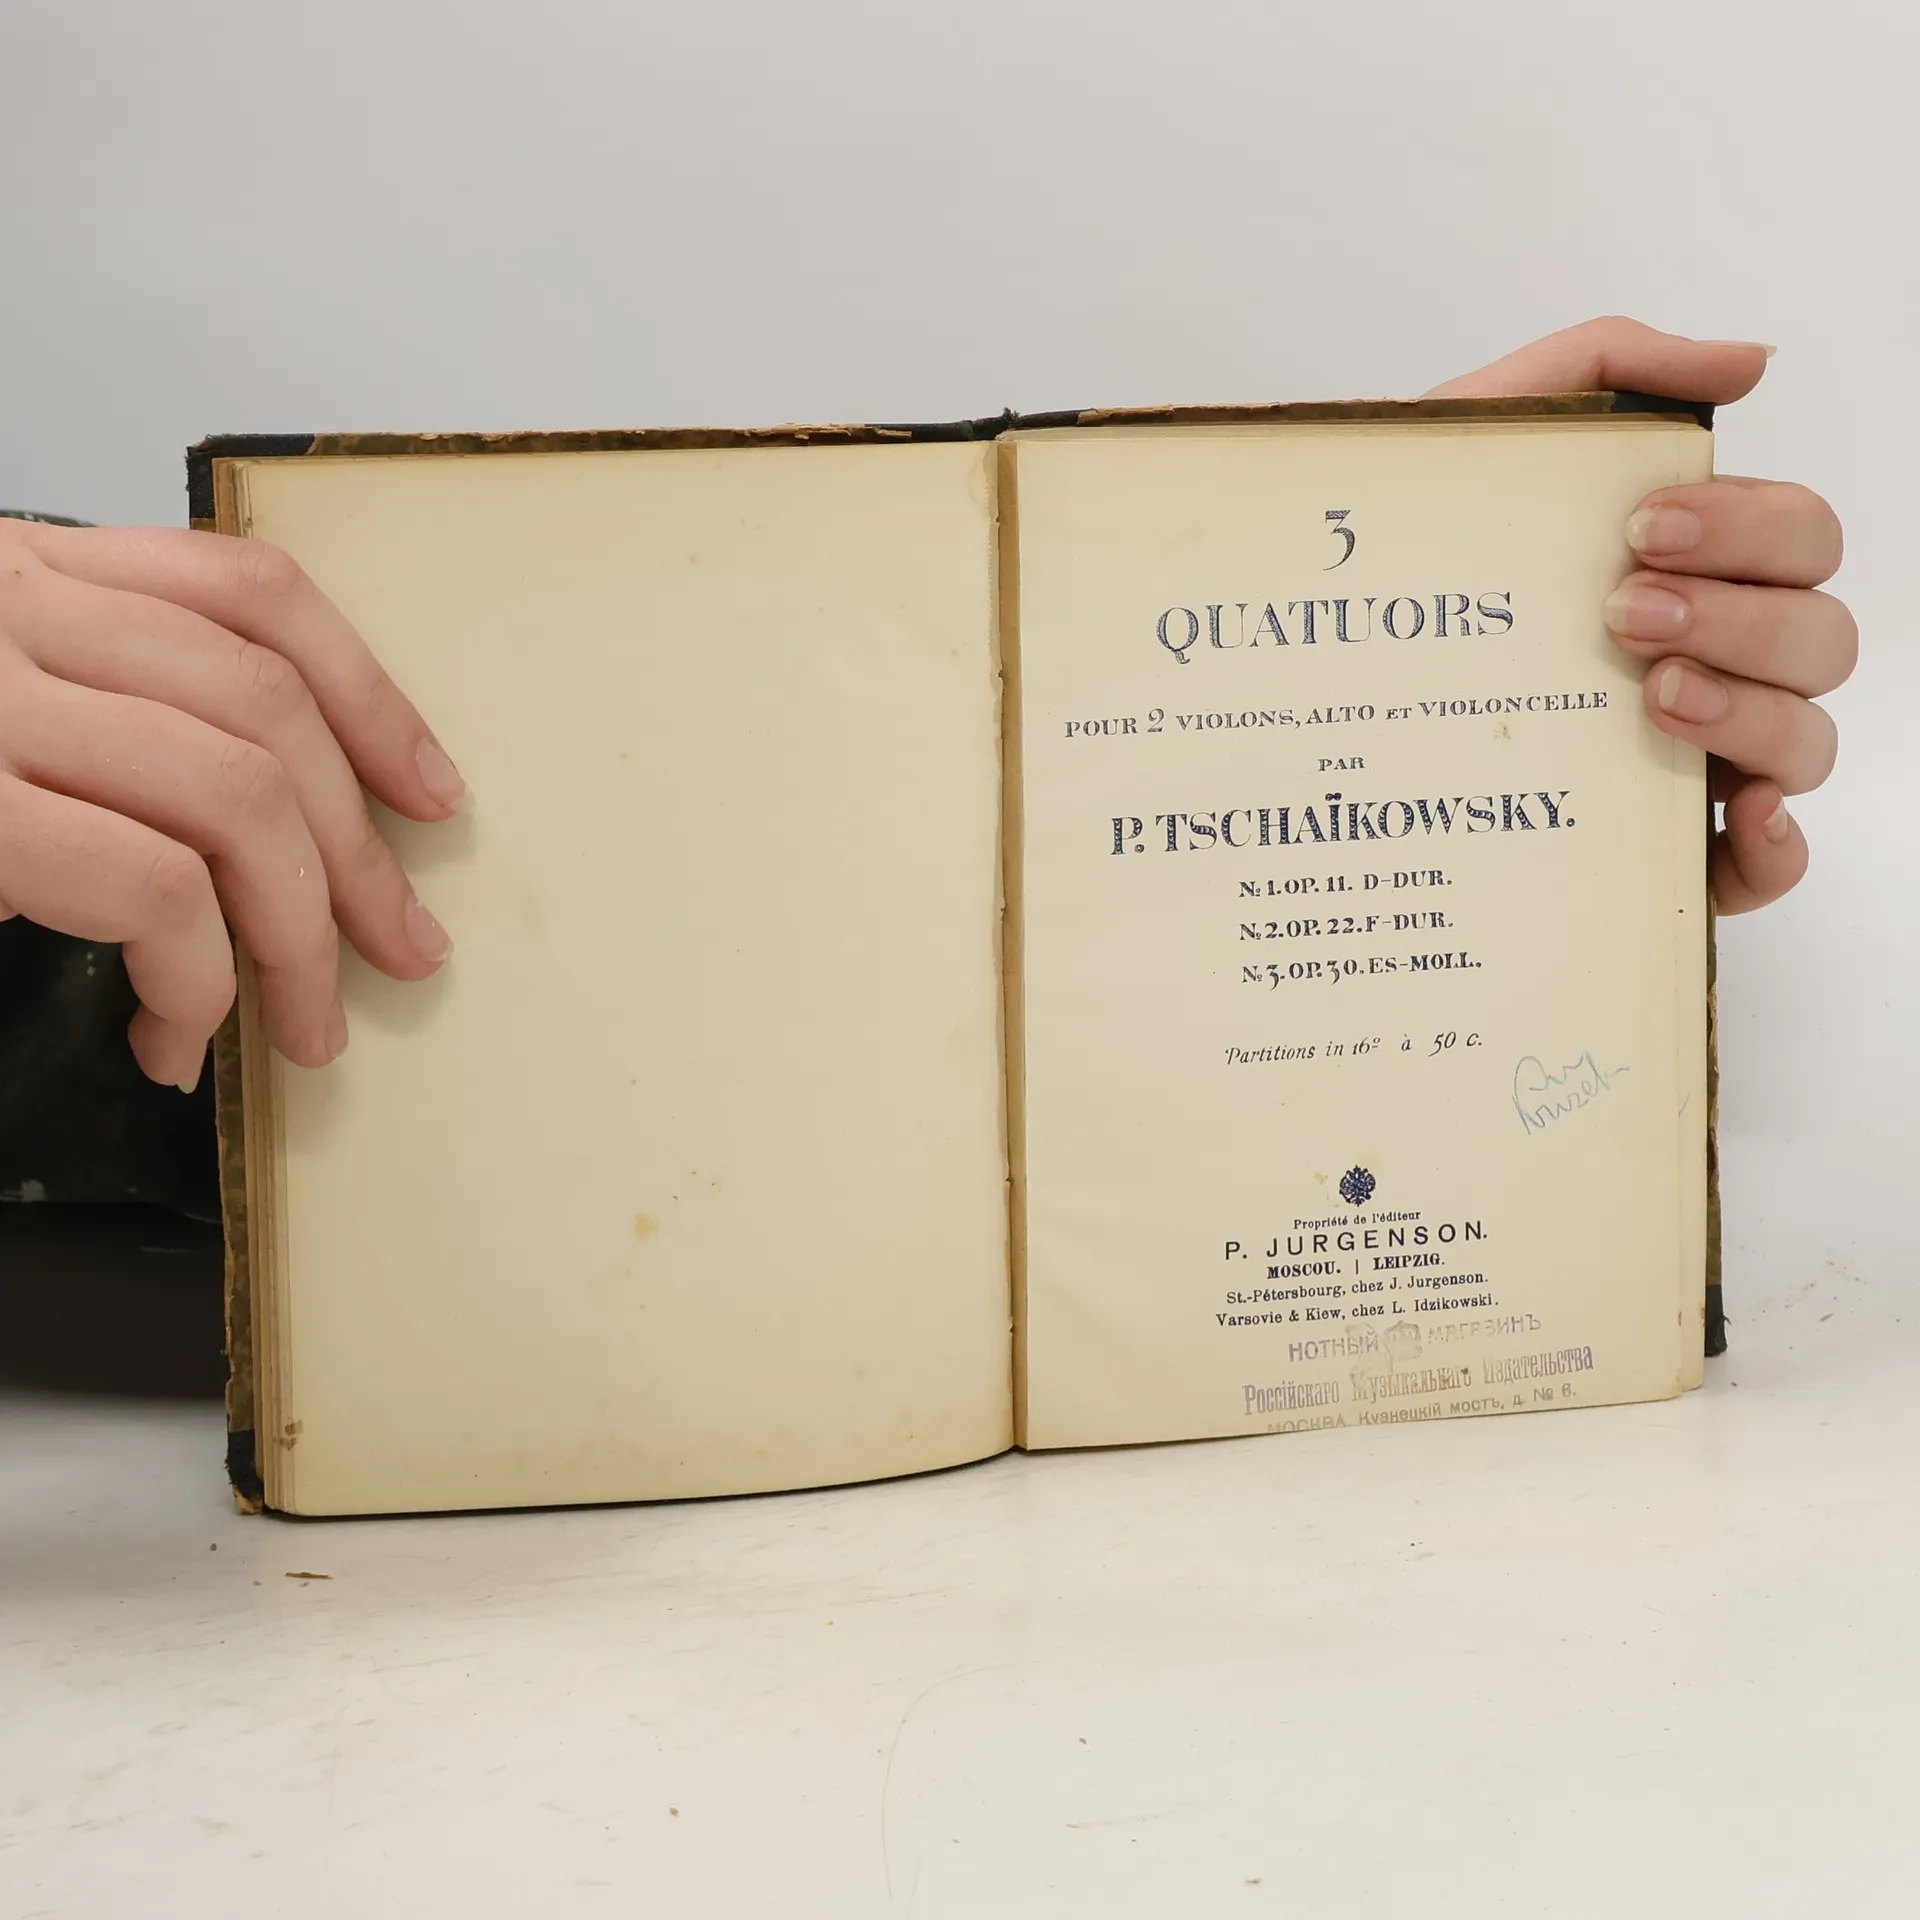 3
QUATUORS
POUR 2 VIOLONS, ALTO ET VIOLONCELLE
PAR
P. TSCHAÏKOWSKY.
№ 1. OP. 11. D-DUR.
№ 2. OP. 22. F-DUR.
№ 3. OP. 30. ES-MOLL.
Partitions in 16º à 50 c.
Propriété de l'éditeur
P. JURGENSON.
MOSCOU. | LEIPZIG.
St.-Pétersbourg, chez J. Jurgenson.
Varsovie & Kiew, chez L. Idzikowski.
НОТНЫЙ МАГАЗИНЪ
Россійскаго Музыкальнаго Издательства
МОСКВА, Кузнецкій мостъ, д. № 6.